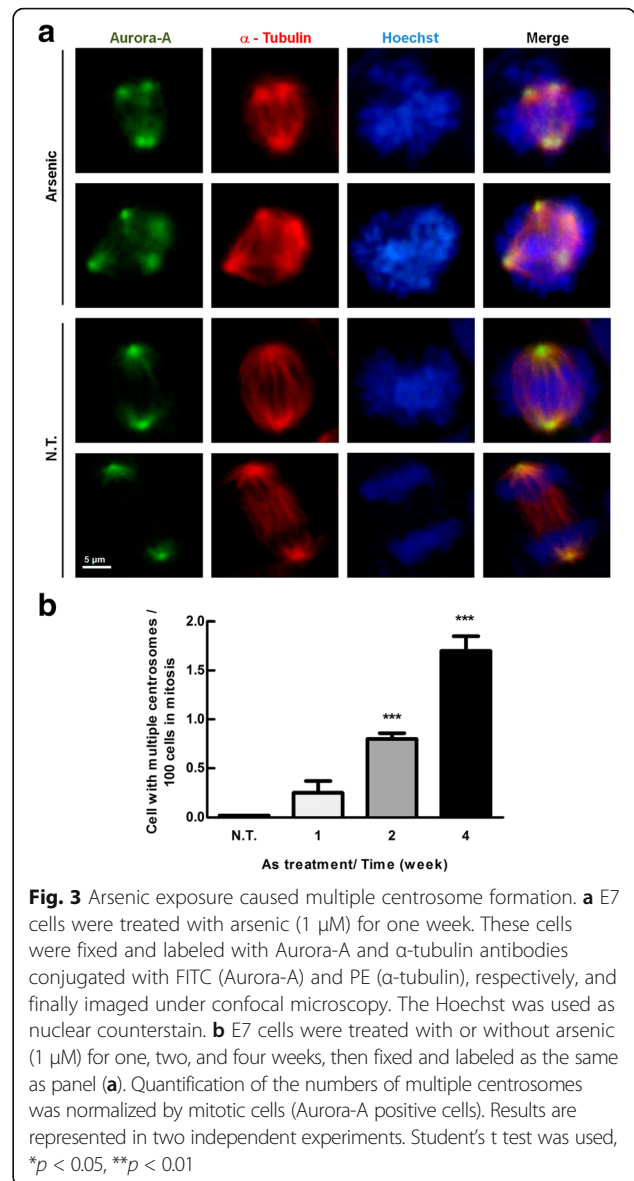 a
Aurora-A α - Tubulin Hoechst Merge
Arsenic
N.T.
5 µm
b
Cell with multiple centrosomes /
100 cells in mitosis
2.0
1.5
1.0
0.5
0.0
***
***
N.T. 1 2 4
As treatment/ Time (week)
Fig. 3 Arsenic exposure caused multiple centrosome formation. a E7
cells were treated with arsenic (1 µM) for one week. These cells
were fixed and labeled with Aurora-A and α-tubulin antibodies
conjugated with FITC (Aurora-A) and PE (α-tubulin), respectively, and
finally imaged under confocal microscopy. The Hoechst was used as
nuclear counterstain. b E7 cells were treated with or without arsenic
(1 µM) for one, two, and four weeks, then fixed and labeled as the same
as panel (a). Quantification of the numbers of multiple centrosomes
was normalized by mitotic cells (Aurora-A positive cells). Results are
represented in two independent experiments. Student’s t test was used,
*p < 0.05, **p < 0.01